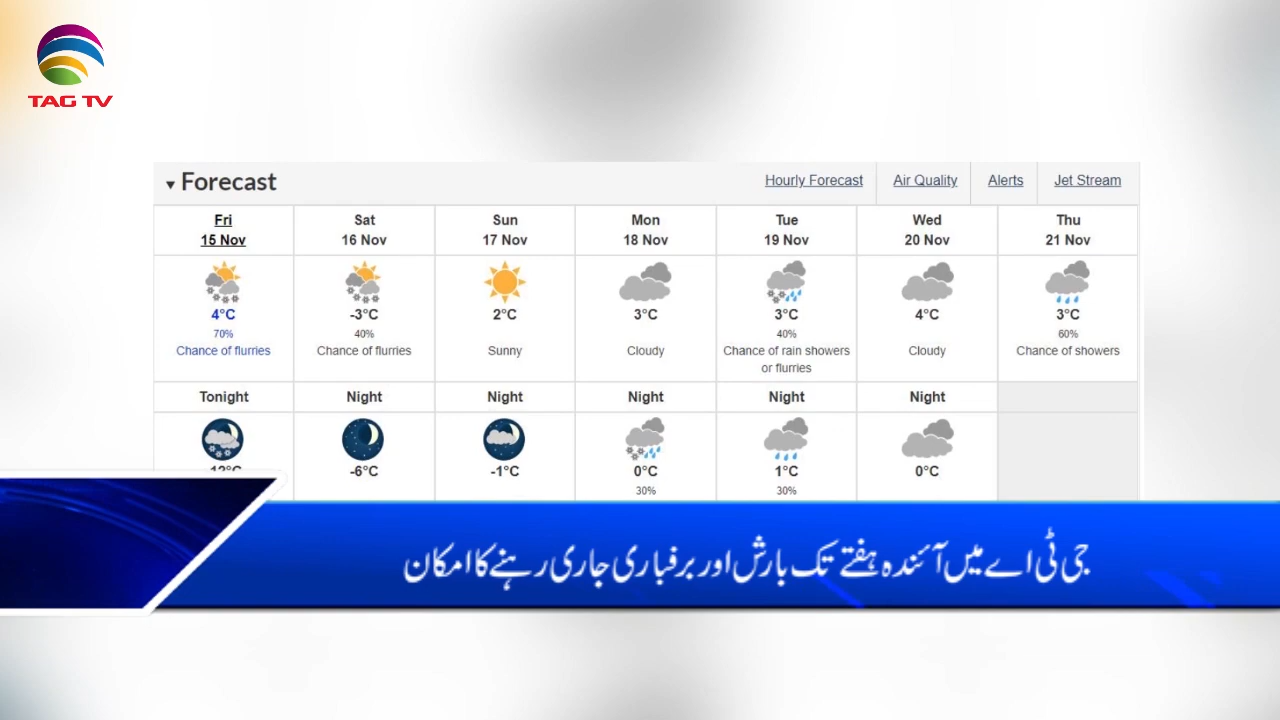 TAG TV
Forecast
Hourly Forecast Air Quality Alerts Jet Stream
Fri Sat Sun Mon Tue Wed Thu
15 Nov 16 Nov 17 Nov 18 Nov 19 Nov 20 Nov 21 Nov
4°C -3°C 2°C 3°C 3°C 4°C 3°C
70% 40% 40% 60%
Chance of flurries Chance of flurries Sunny Cloudy Chance of rain showers Cloudy Chance of showers
or flurries
Tonight Night Night Night Night Night
-12°C -6°C -1°C 0°C 1°C 0°C
30% 30%
جی ٹی اے میں آئندہ ہفتے تک بارش اور برفباری جاری رہنے کا امکان